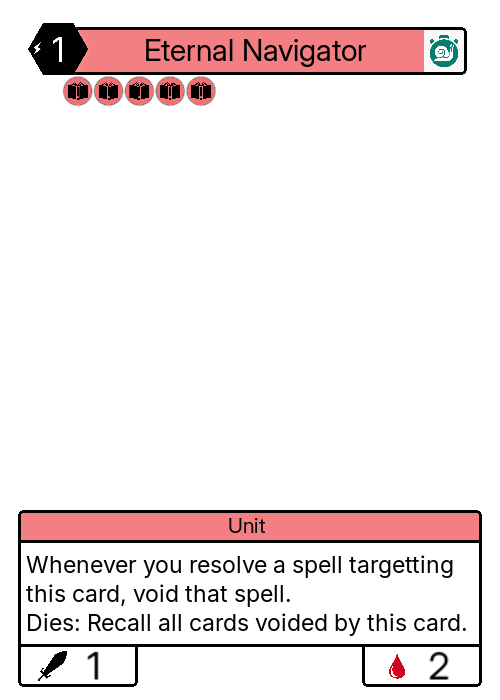 1
Eternal Navigator
Unit
Whenever you resolve a spell targetting
this card, void that spell.
Dies: Recall all cards voided by this card.
1
2